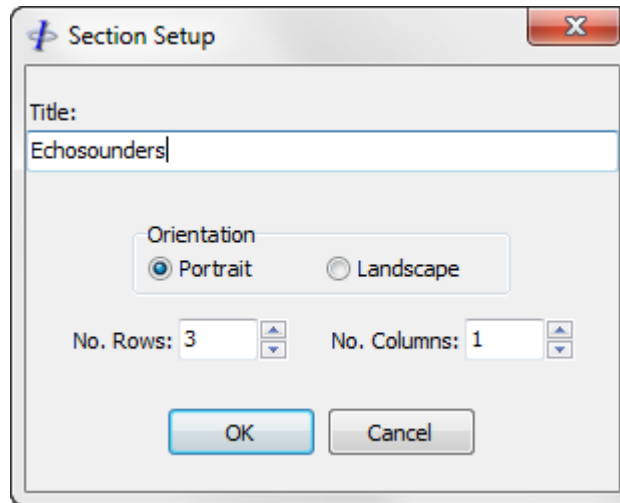 Section Setup
Title:
Echosounders
Orientation
Portrait Landscape
No. Rows: 3 No. Columns: 1
OK Cancel